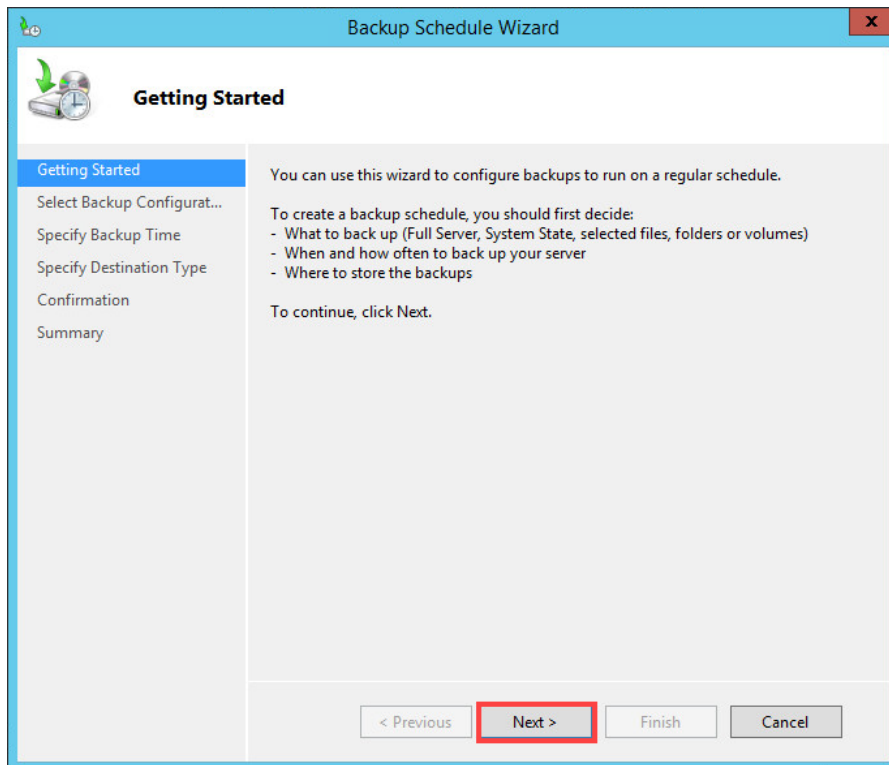 Backup Schedule Wizard
x
Getting Started
Getting Started
Select Backup Configurat...
Specify Backup Time
Specify Destination Type
Confirmation
Summary
You can use this wizard to configure backups to run on a regular schedule.
To create a backup schedule, you should first decide:
- What to back up (Full Server, System State, selected files, folders or volumes)
- When and how often to back up your server
- Where to store the backups
To continue, click Next.
< Previous
Next >
Finish
Cancel